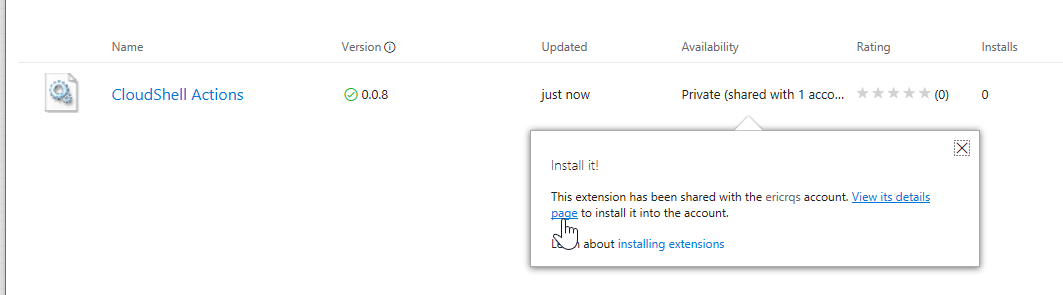 Name Version Updated Availability Rating Installs
CloudShell Actions 0.0.8 just now Private (shared with 1 acco... (0) 0
Install it!
This extension has been shared with the ericrqs account. View its details
page to install it into the account.
about installing extensions